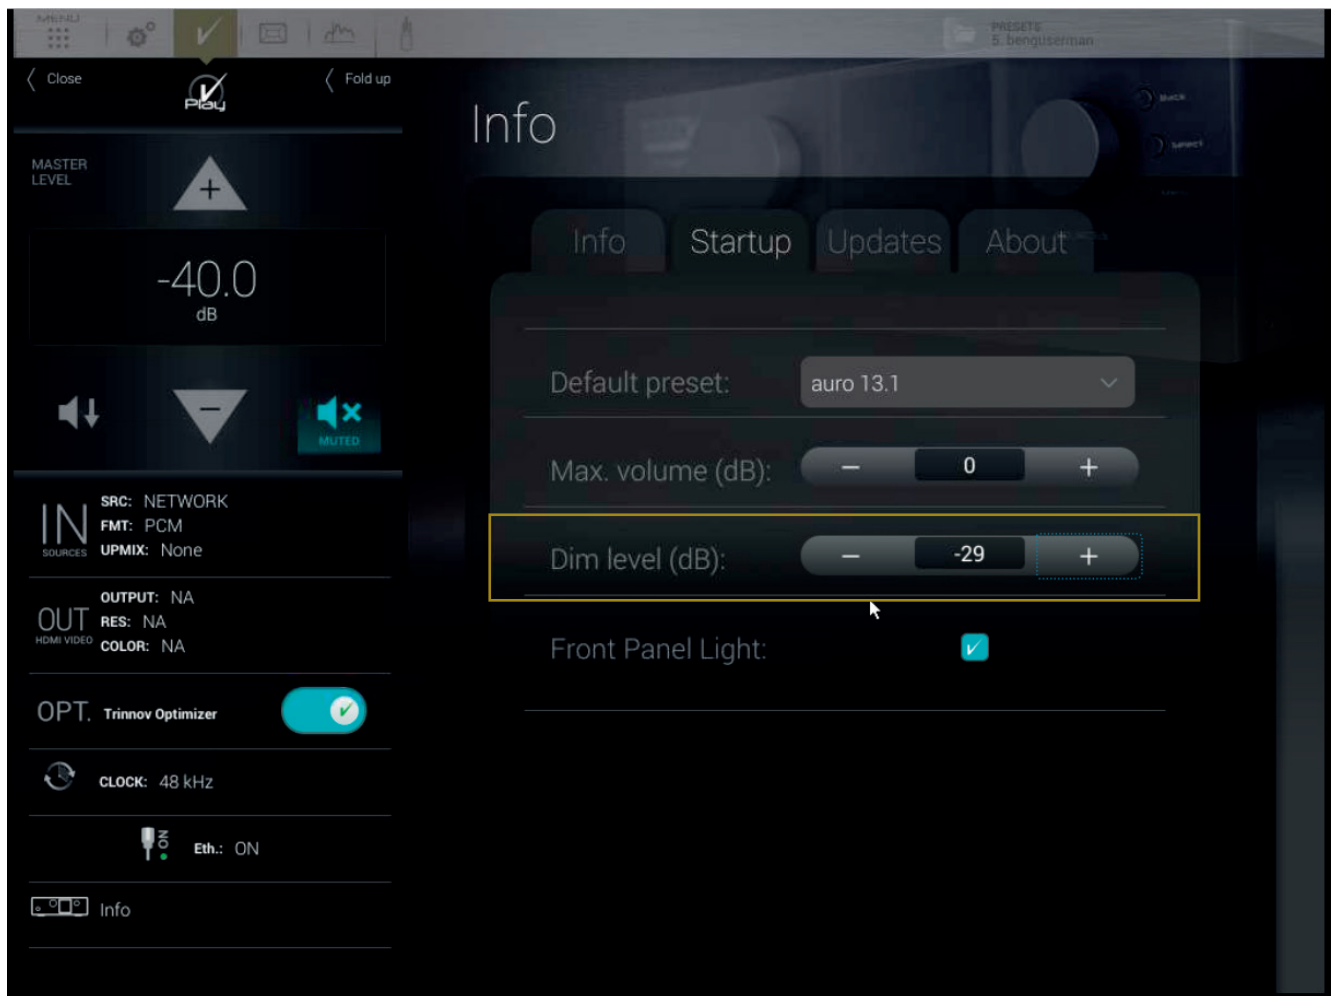 MENU
PRESETS
5. benguserman
Close
Play
Fold up
Info
Back
Select
MASTER
LEVEL
+
-40.0
dB
−
MUTED
Info
Startup
Updates
About
Default preset:
auro 13.1
Max. volume (dB):
−
0
+
Dim level (dB):
−
-29
+
Front Panel Light:
IN
SOURCES
SRC: NETWORK
FMT: PCM
UPMIX: None
OUT
HDMI VIDEO
OUTPUT: NA
RES: NA
COLOR: NA
OPT. Trinnov Optimizer
CLOCK: 48 kHz
ON
Eth.: ON
Info